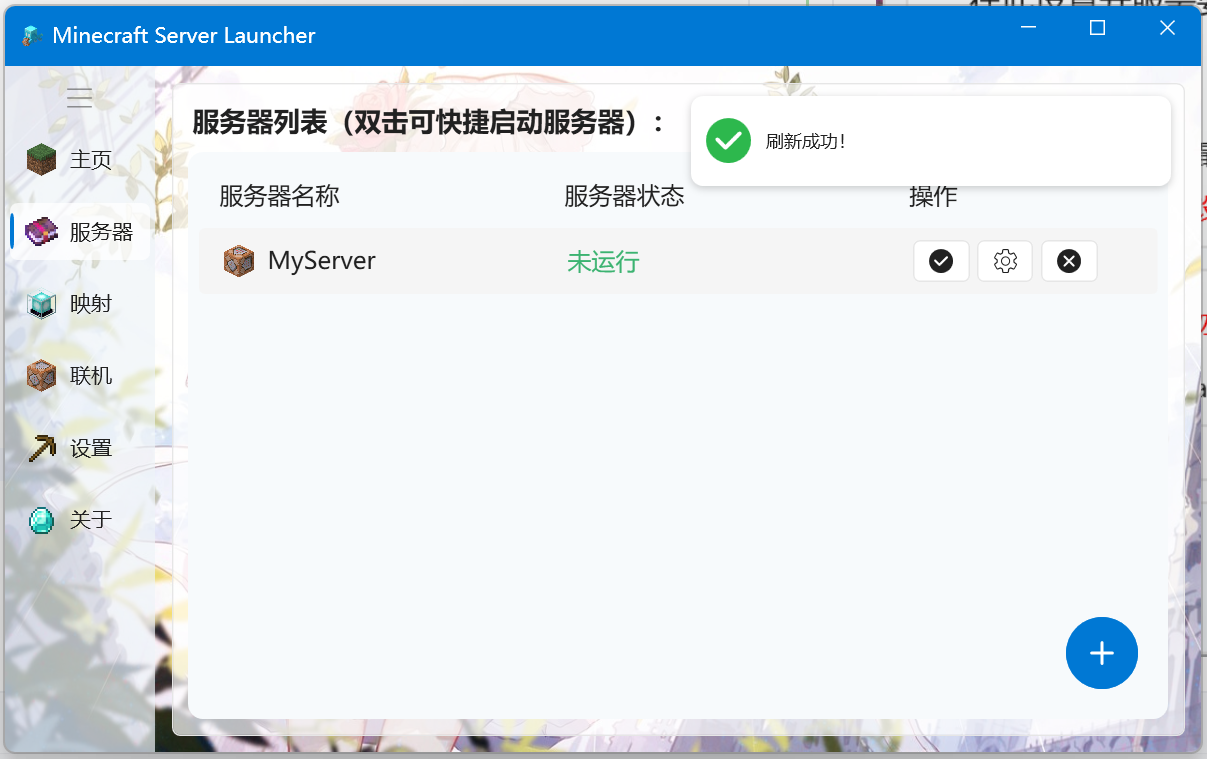 Minecraft Server Launcher
主页
服务器
映射
联机
设置
关于
服务器列表（双击可快捷启动服务器）：
刷新成功!
服务器名称 服务器状态 操作
MyServer 未运行